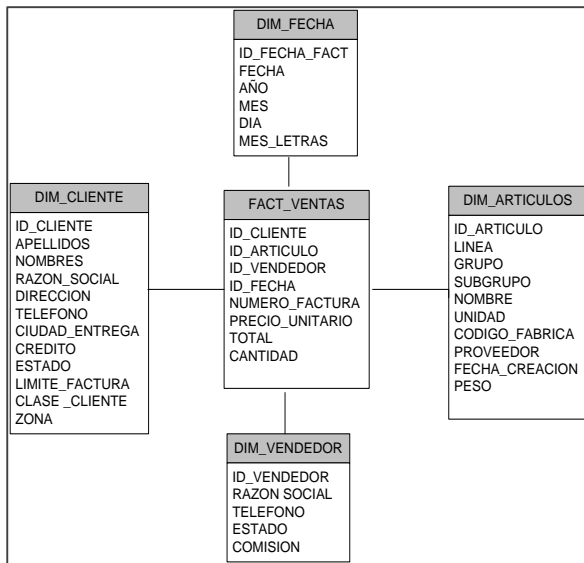 DIM_FECHA
ID_FECHA_FACT
FECHA
AÑO
MES
DIA
MES_LETRAS
DIM_CLIENTE
ID_CLIENTE
APELLIDOS
NOMBRES
RAZON_SOCIAL
DIRECCION
TELEFONO
CIUDAD_ENTREGA
CREDITO
ESTADO
LIMITE_FACTURA
CLASE _CLIENTE
ZONA
FACT_VENTAS
ID_CLIENTE
ID_ARTICULO
ID_VENDEDOR
ID_FECHA
NUMERO_FACTURA
PRECIO_UNITARIO
TOTAL
CANTIDAD
DIM_ARTICULOS
ID_ARTICULO
LINEA
GRUPO
SUBGRUPO
NOMBRE
UNIDAD
CODIGO_FABRICA
PROVEEDOR
FECHA_CREACION
PESO
DIM_VENDEDOR
ID_VENDEDOR
RAZON SOCIAL
TELEFONO
ESTADO
COMISION